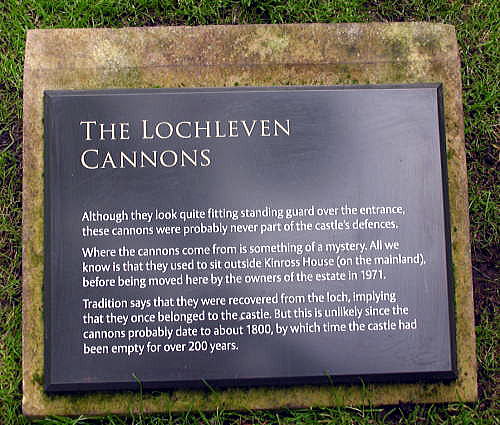 THE LOCHLEVEN
CANNONS
Although they look quite fitting standing guard over the entrance,
these cannons were probably never part of the castle's defences.
Where the cannons come from is something of a mystery. All we
know is that they used to sit outside Kinross House (on the mainland),
before being moved here by the owners of the estate in 1971.
Tradition says that they were recovered from the loch, implying
that they once belonged to the castle. But this is unlikely since the
cannons probably date to about 1800, by which time the castle had
been empty for over 200 years.